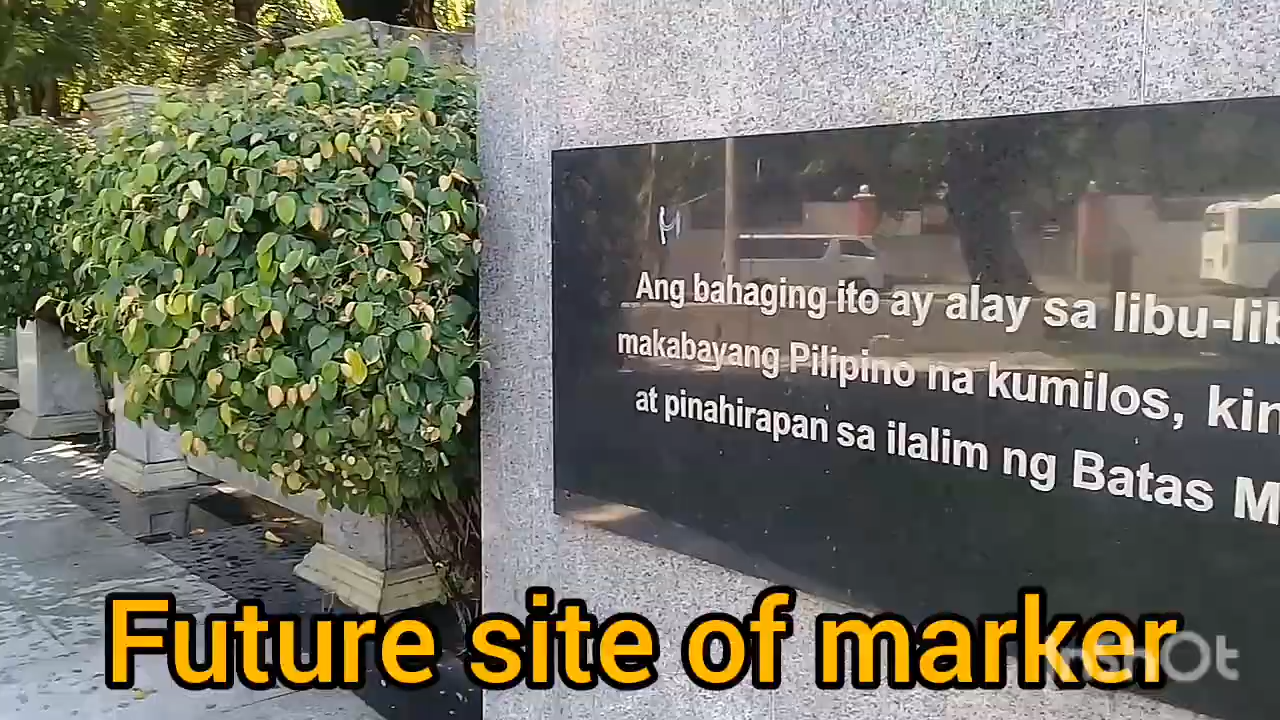 Ang bahaging ito ay alay sa libu-lib
makabayang Pilipino na kumilos, kin
at pinahirapan sa ilalim ng Batas M
Future site of marker